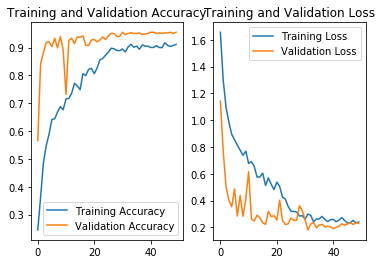 Training and Validation Accuracy
Training and Validation Loss
0.9
0.8
0.7
0.6
0.5
0.4
0.3
Training Accuracy
Validation Accuracy
0 20 40
1.6
1.4
1.2
1.0
0.8
0.6
0.4
0.2
Training Loss
Validation Loss
0 20 40